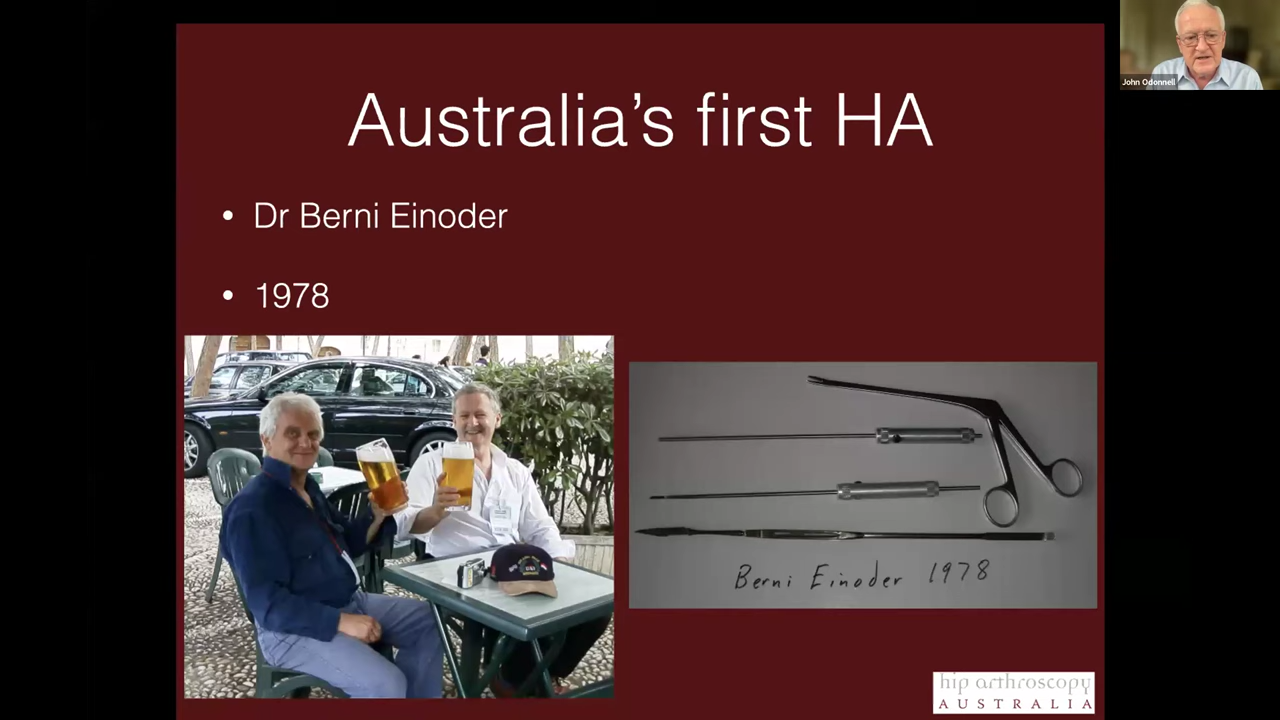 Australia's first HA
• Dr Berni Einoder
• 1978
Berni Einoder 1978
hip arthroscopy
AUSTRALIA
John Odonnell